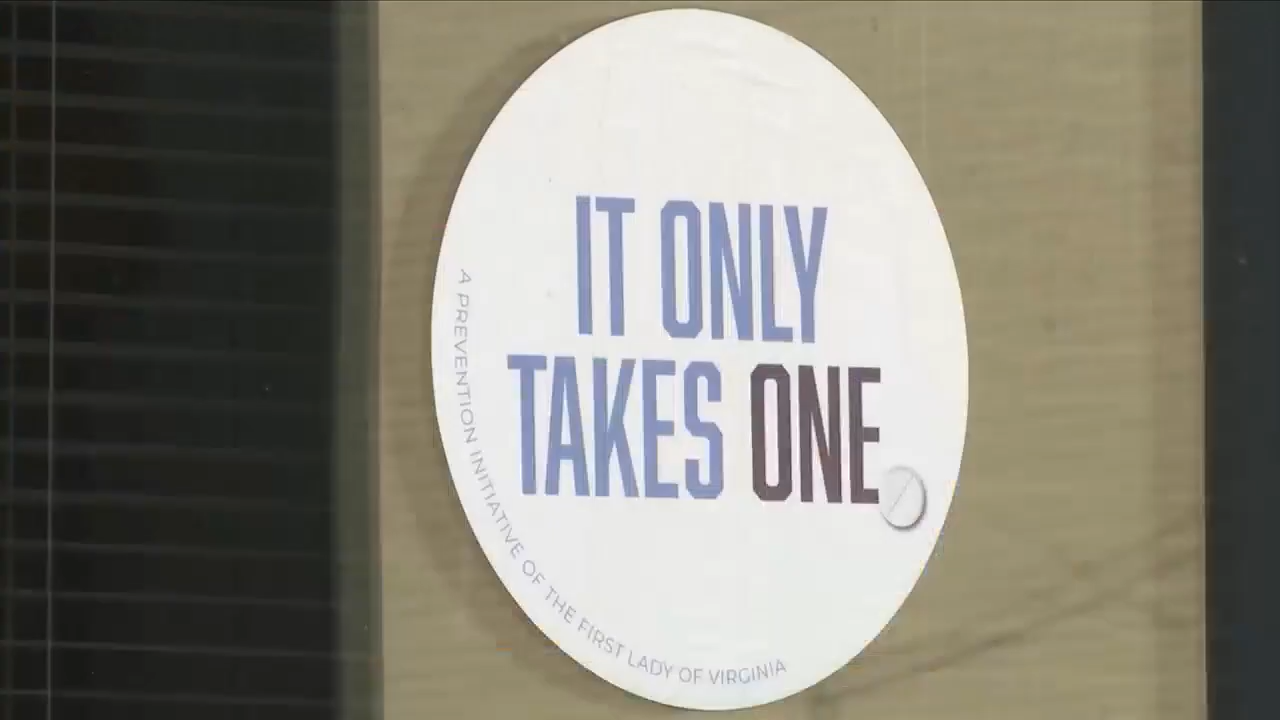 IT ONLY
TAKES ONE
A PREVENTION INITIATIVE OF THE FIRST LADY OF VIRGINIA